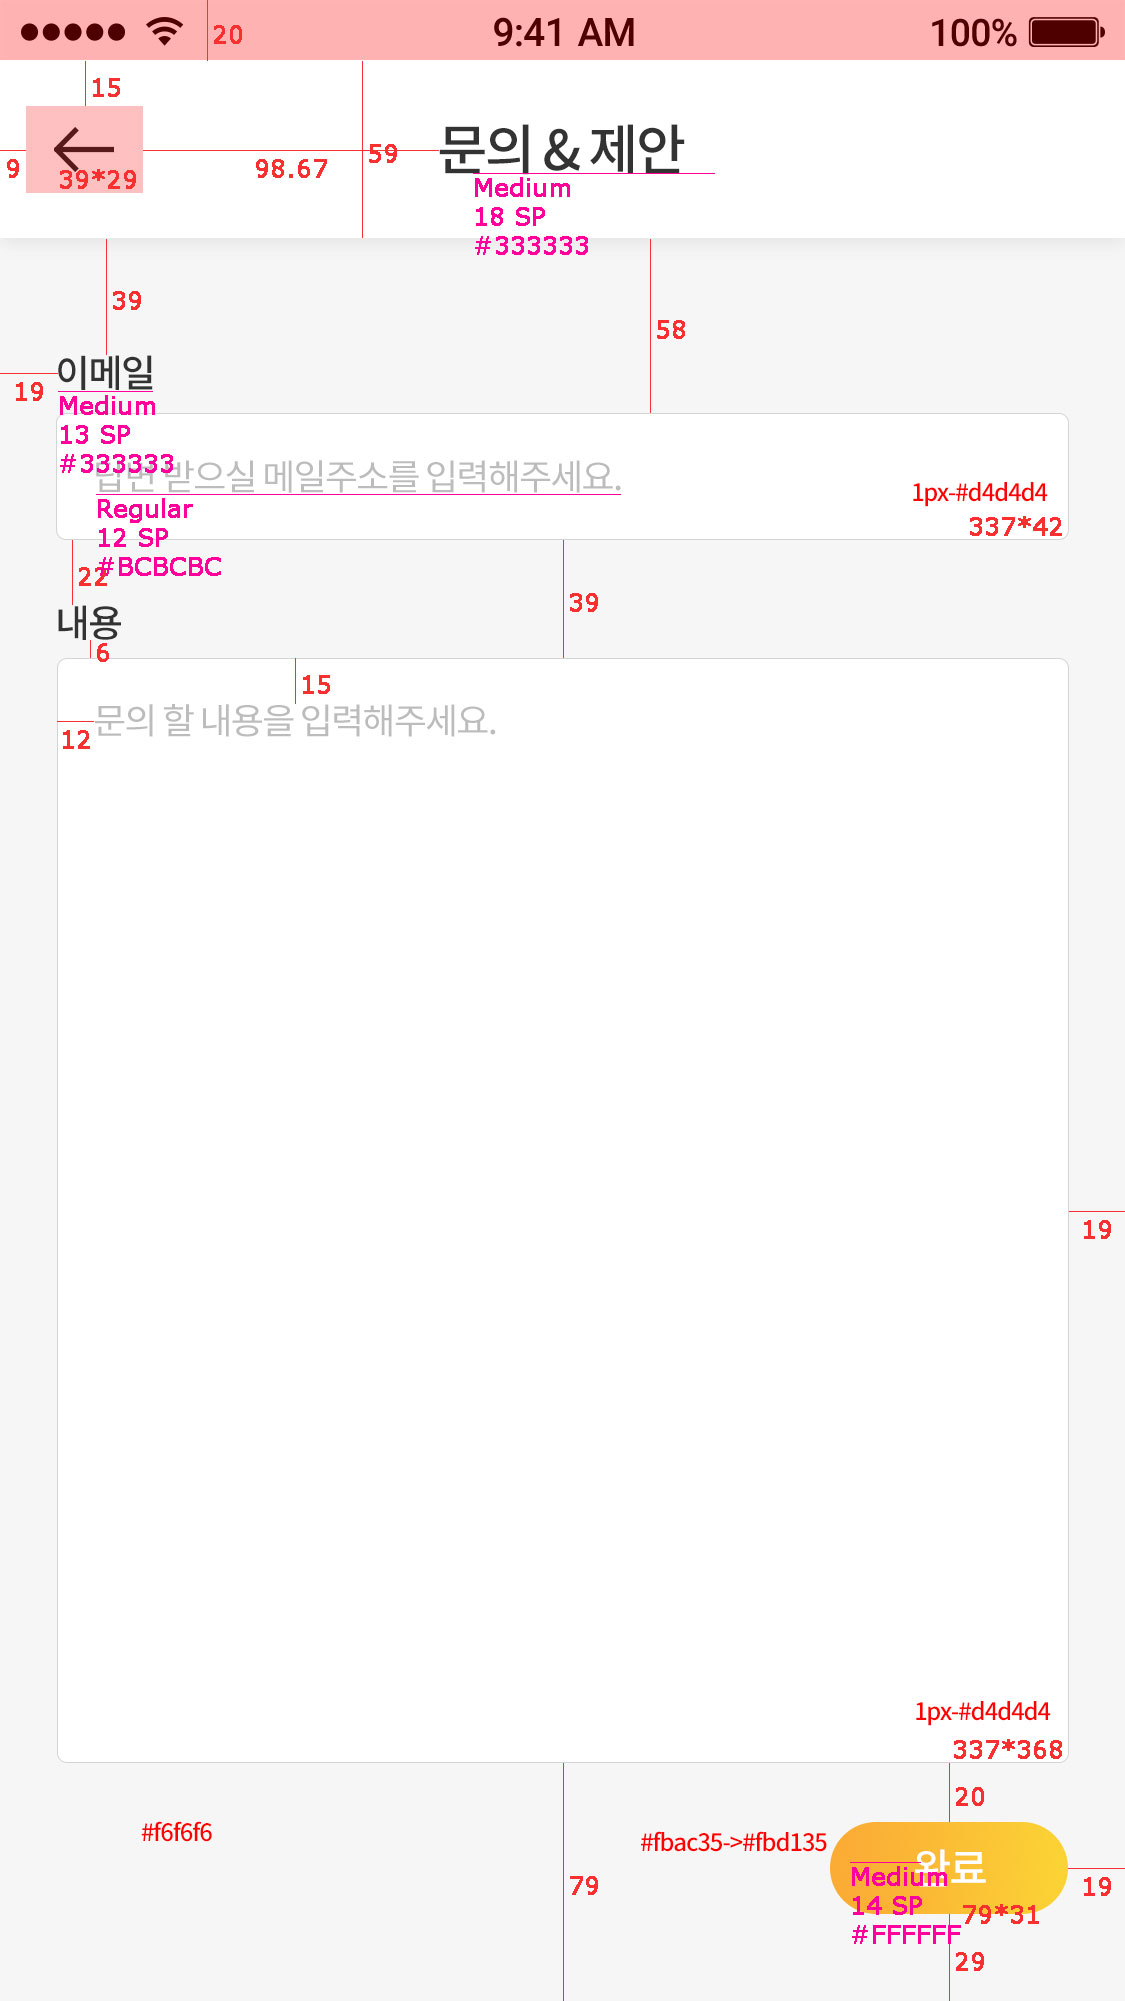 9:41 AM
100%
20
15
문의 & 제안
59
98.67
9
39*29
Medium
18 SP
#333333
39
58
이메일
19
Medium
13 SP
#333333
답변 받으실 메일주소를 입력해주세요.
1px-#d4d4d4
337*42
Regular
12 SP
#BCBCBC
22
39
내용
6
15
문의 할 내용을 입력해주세요.
12
19
1px-#d4d4d4
337*368
20
#f6f6f6
#fbac35->#fbd135
완료
Medium
14 SP
#FFFFFF
79*31
79
19
29